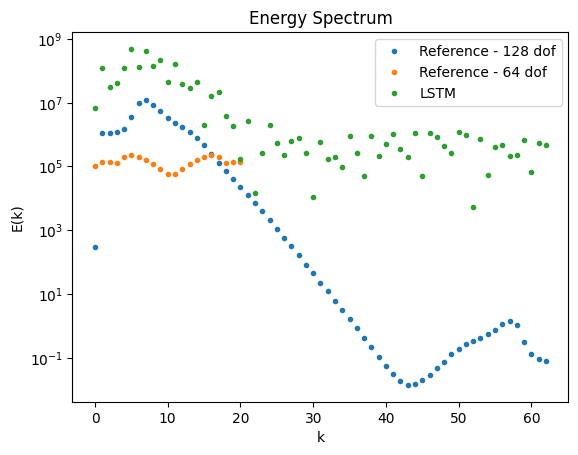 Energy Spectrum
Reference - 128 dof
Reference - 64 dof
LSTM
E(k)
10^9
10^7
10^5
10^3
10^1
10^−1
0 10 20 30 40 50 60
k